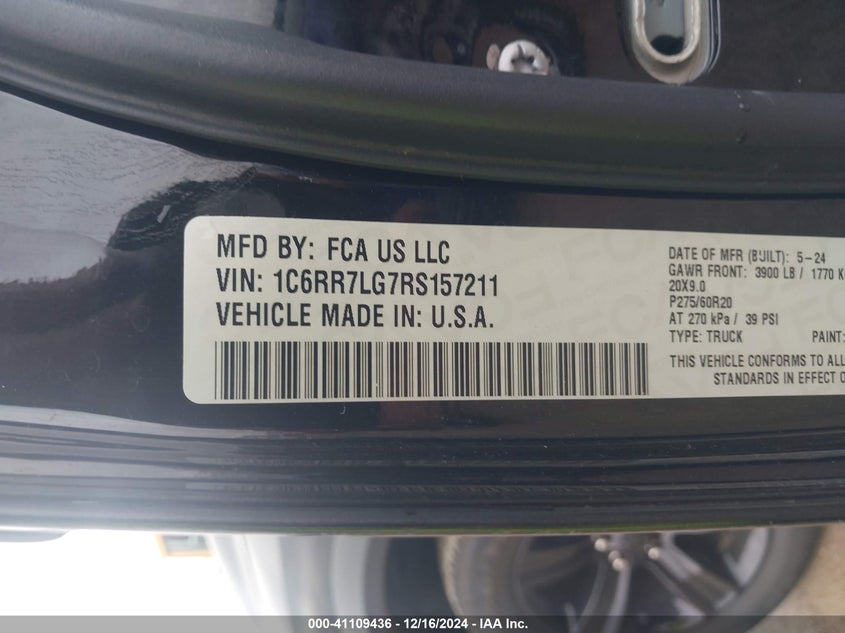 MFD BY: FCA US LLC
VIN: 1C6RR7LG7RS157211
VEHICLE MADE IN: U.S.A.
DATE OF MFR (BUILT): 5-24
GAWR FRONT: 3900 LB / 1770 K
20X9.0
P275/60R20
AT 270 kPa / 39 PSI
TYPE: TRUCK PAINT:
THIS VEHICLE CONFORMS TO ALL
STANDARDS IN EFFECT O
000-41109436 - 12/16/2024 - IAA Inc.